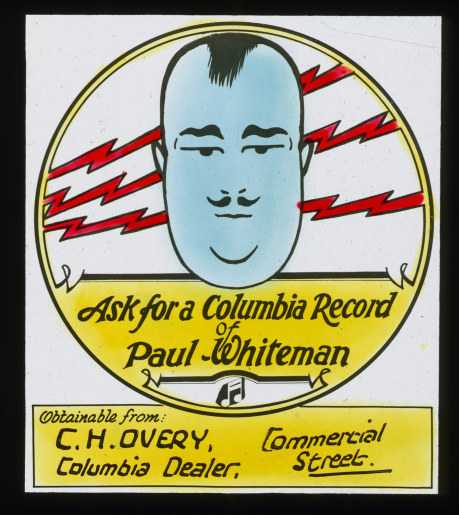 Ask for a Columbia Record
of
Paul Whiteman
Obtainable from:
C. H. OVERY,
Columbia Dealer,
Commercial
Street.